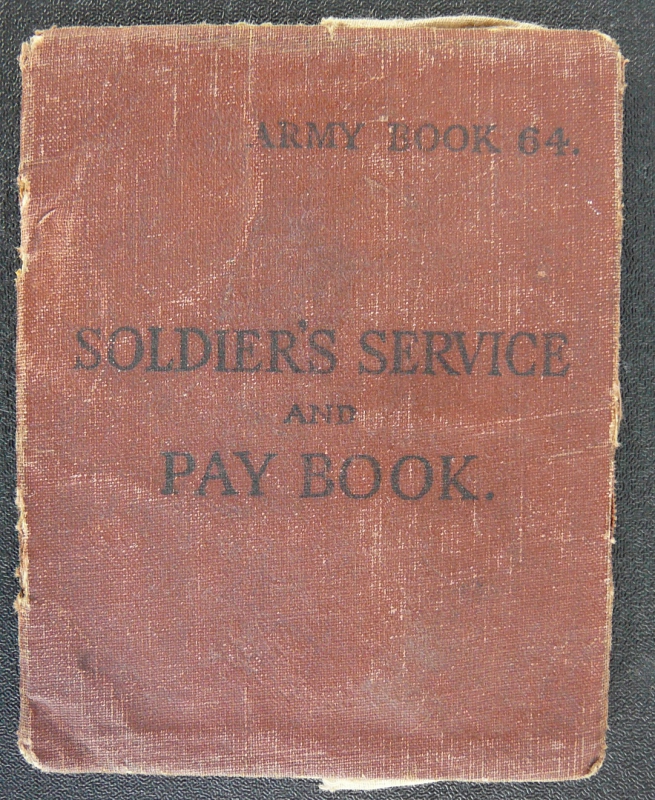 ARMY BOOK 64.
SOLDIER'S SERVICE
AND
PAY BOOK.